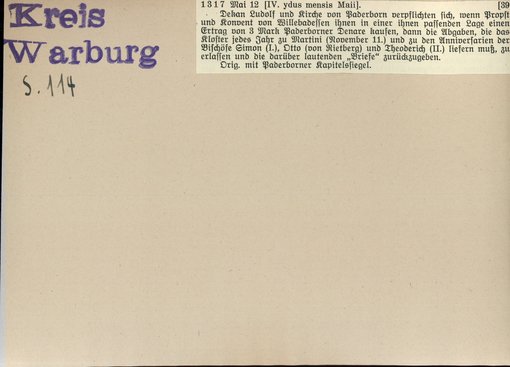 Kreis
Warburg
S. 114
1317 Mai 12 [IV. ydus mensis Maii]. [39
Dekan Ludolf und Kirche von Paderborn verpflichten sich, wenn Propst
und Konvent von Willebadessen ihnen in einer ihnen passenden Lage einen
Ertrag von 3 Mark Paderborner Denare kaufen, dann die Abgaben, die das
Kloster jedes Jahr zu Martini (November 11.) und zu den Anniversarien der
Bischöfe Simon (I.), Otto (von Rietberg) und Theoderich (II.) liefern muß, zu
erlassen und die darüber lautenden „Briefe“ zurückzugeben.
Orig. mit Paderborner Kapitelssiegel.